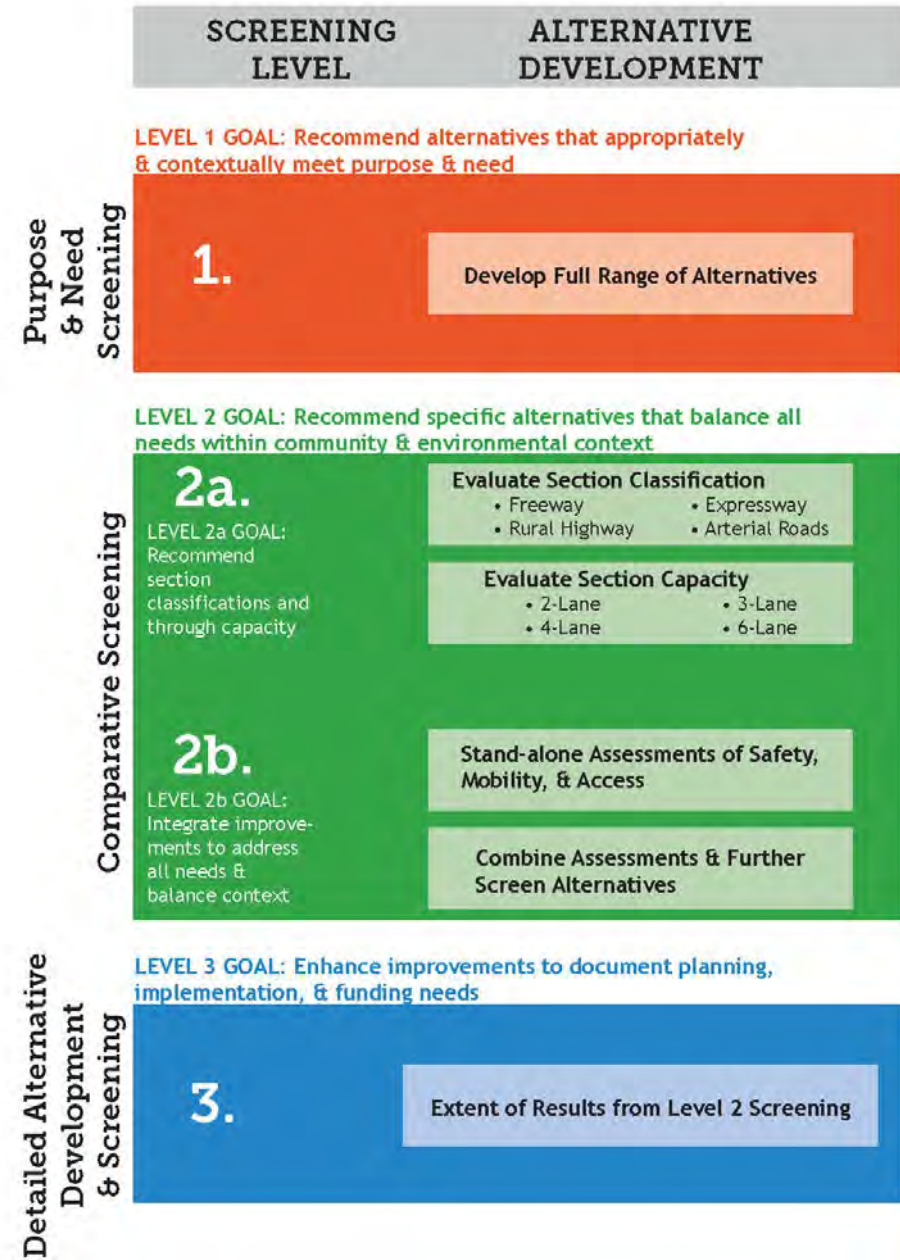 SCREENING LEVEL
ALTERNATIVE DEVELOPMENT
LEVEL 1 GOAL: Recommend alternatives that appropriately
& contextually meet purpose & need
Purpose
& Need
Screening
1.
Develop Full Range of Alternatives
LEVEL 2 GOAL: Recommend specific alternatives that balance all
needs within community & environmental context
Comparative Screening
2a.
LEVEL 2a GOAL:
Recommend
section
classifications and
through capacity
Evaluate Section Classification
• Freeway • Expressway
• Rural Highway • Arterial Roads
Evaluate Section Capacity
• 2-Lane • 3-Lane
• 4-Lane • 6-Lane
2b.
LEVEL 2b GOAL:
Integrate improve-
ments to address
all needs &
balance context
Stand-alone Assessments of Safety,
Mobility, & Access
Combine Assessments & Further
Screen Alternatives
LEVEL 3 GOAL: Enhance improvements to document planning,
implementation, & funding needs
Detailed Alternative
Development
& Screening
3.
Extent of Results from Level 2 Screening